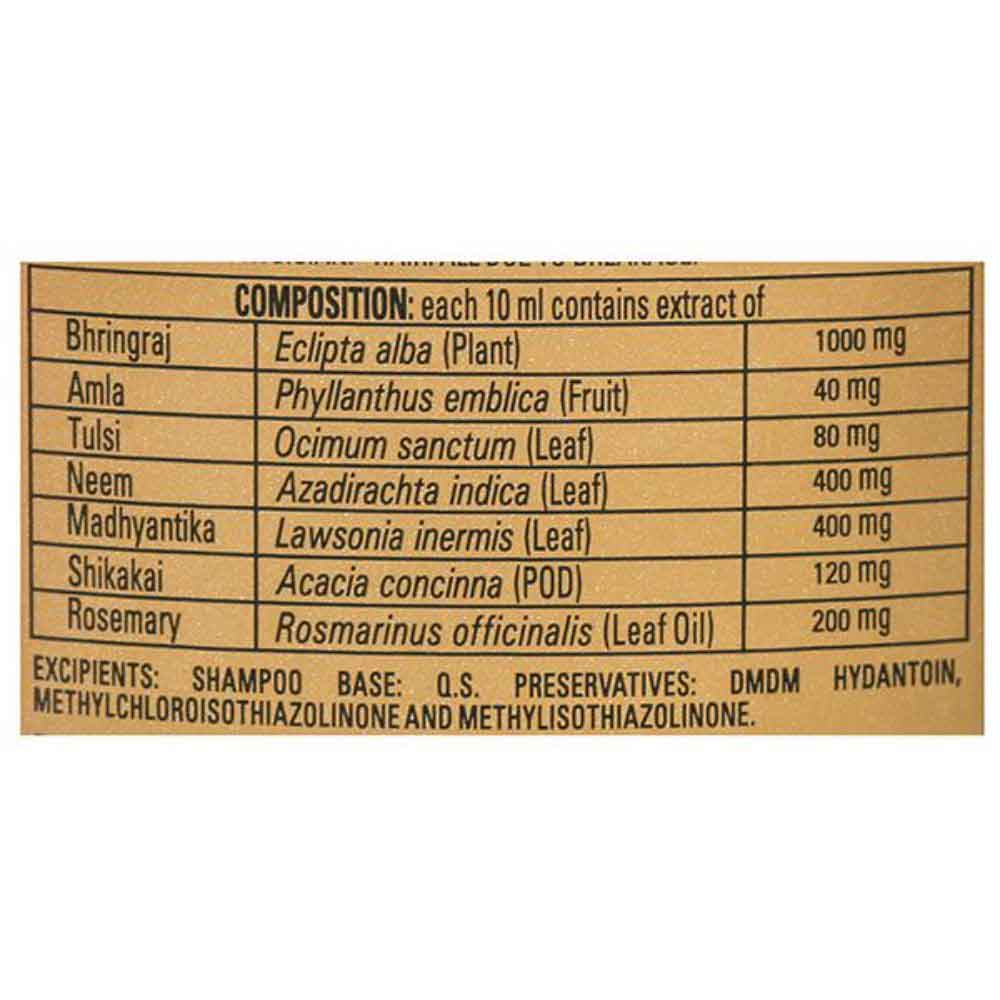 COMPOSITION: each 10 ml contains extract of
Bhringraj Eclipta alba (Plant) 1000 mg
Amla Phyllanthus emblica (Fruit) 40 mg
Tulsi Ocimum sanctum (Leaf) 80 mg
Neem Azadirachta indica (Leaf) 400 mg
Madhyantika Lawsonia inermis (Leaf) 400 mg
Shikakai Acacia concinna (POD) 120 mg
Rosemary Rosmarinus officinalis (Leaf Oil) 200 mg
EXCIPIENTS: SHAMPOO BASE: Q.S. PRESERVATIVES: DMDM HYDANTOIN,
METHYLCHLOROISOTHIAZOLINONE AND METHYLISOTHIAZOLINONE.